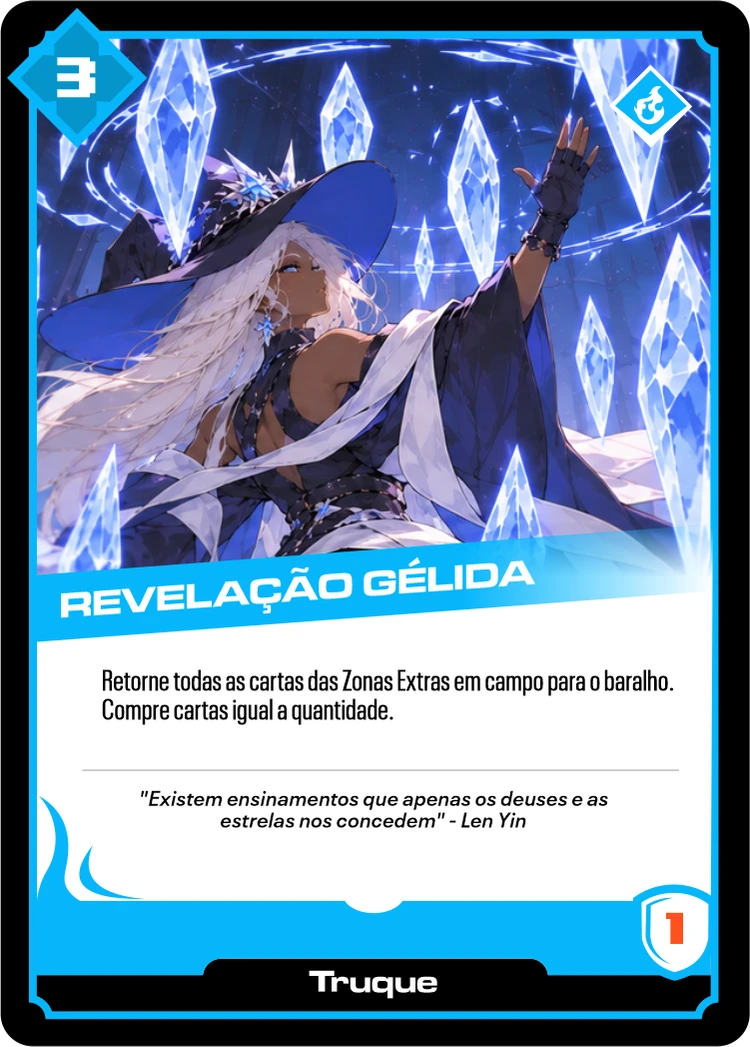 3
REVELAÇÃO GÉLIDA
Retorne todas as cartas das Zonas Extras em campo para o baralho.
Compre cartas igual a quantidade.
"Existem ensinamentos que apenas os deuses e as
estrelas nos concedem" - Len Yin
1
Truque